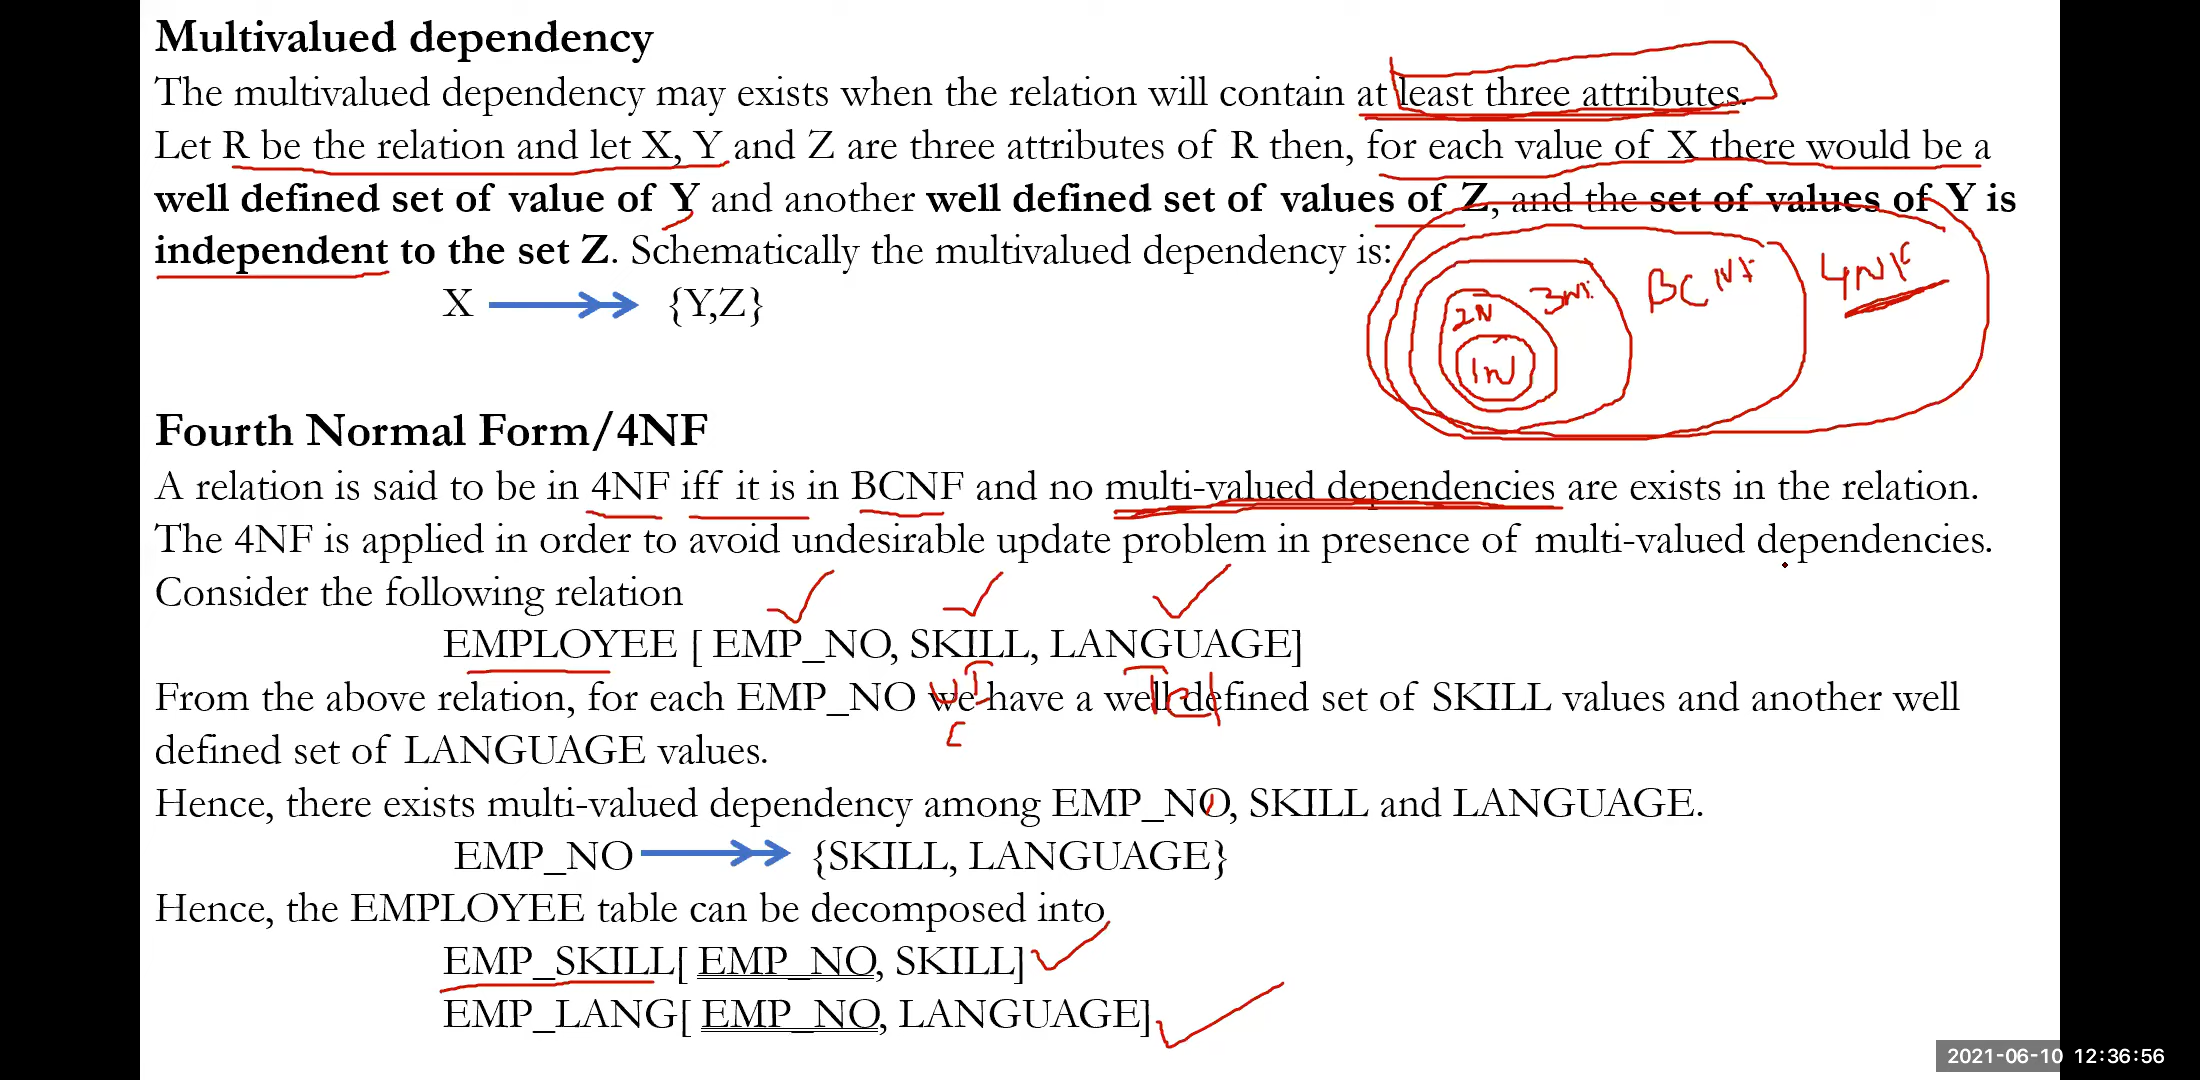 Multivalued dependency
The multivalued dependency may exists when the relation will contain at least three attributes.
Let R be the relation and let X, Y and Z are three attributes of R then, for each value of X there would be a
well defined set of value of Y and another well defined set of values of Z, and the set of values of Y is
independent to the set Z. Schematically the multivalued dependency is:
X {Y,Z}
1N
2N
3NF
BCNF
4NF
Fourth Normal Form/4NF
A relation is said to be in 4NF iff it is in BCNF and no multi-valued dependencies are exists in the relation.
The 4NF is applied in order to avoid undesirable update problem in presence of multi-valued dependencies.
Consider the following relation
EMPLOYEE [ EMP_NO, SKILL, LANGUAGE]
From the above relation, for each EMP_NO we have a well defined set of SKILL values and another well
defined set of LANGUAGE values.
Hence, there exists multi-valued dependency among EMP_NO, SKILL and LANGUAGE.
EMP_NO {SKILL, LANGUAGE}
Hence, the EMPLOYEE table can be decomposed into
EMP_SKILL[ EMP_NO, SKILL]
EMP_LANG[ EMP_NO, LANGUAGE]
2021-06-10 12:36:56